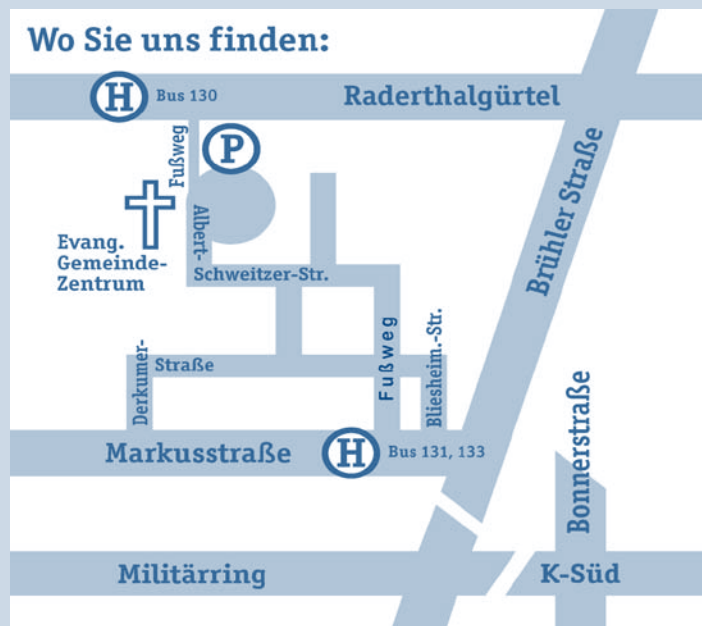 Wo Sie uns finden:
H Bus 130
Raderthalgürtel
Fußweg
P
Evang.
Gemeinde-
Zentrum
Albert-
Schweitzer-Str.
Brühler Straße
Derkumer-
Straße
Fußweg
Bliesheim.-Str.
Markusstraße
H Bus 131, 133
Bonnerstraße
Militärring
K-Süd